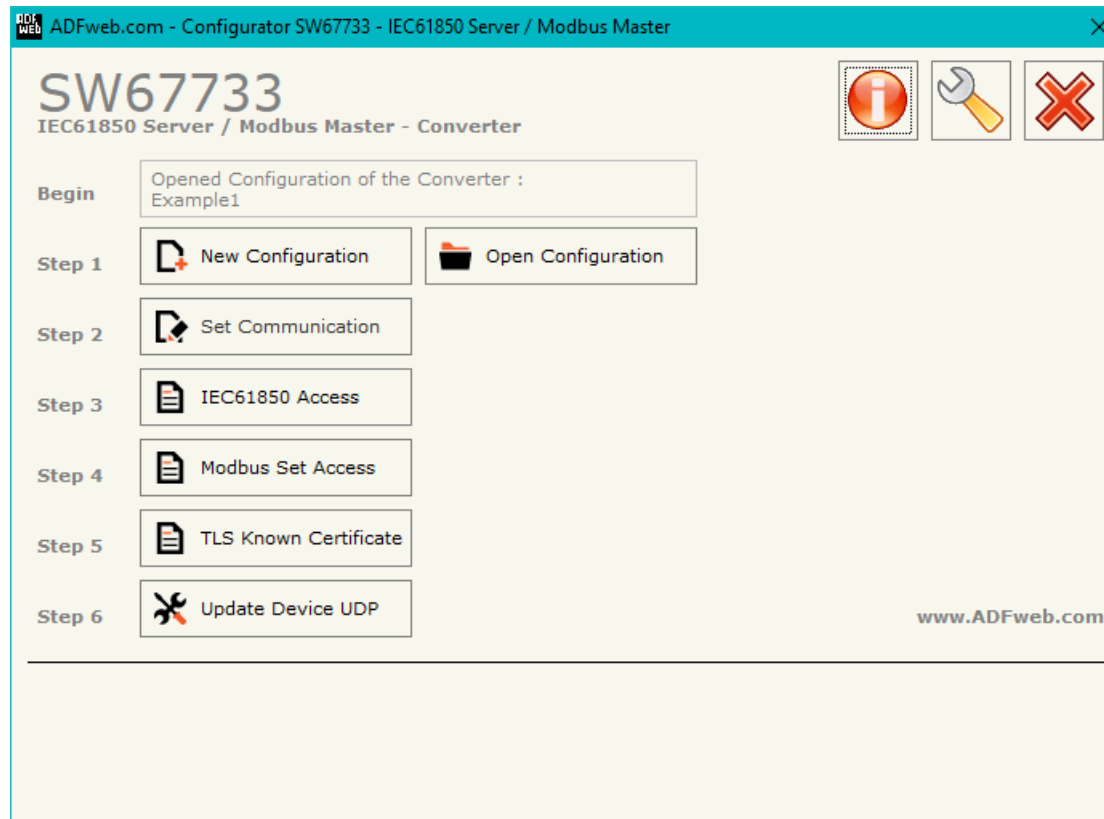 ADF
WEB
ADFweb.com - Configurator SW67733 - IEC61850 Server / Modbus Master
SW67733
IEC61850 Server / Modbus Master - Converter
Begin
Opened Configuration of the Converter :
Example1
Step 1
New Configuration
Open Configuration
Step 2
Set Communication
Step 3
IEC61850 Access
Step 4
Modbus Set Access
Step 5
TLS Known Certificate
Step 6
Update Device UDP
www.ADFweb.com